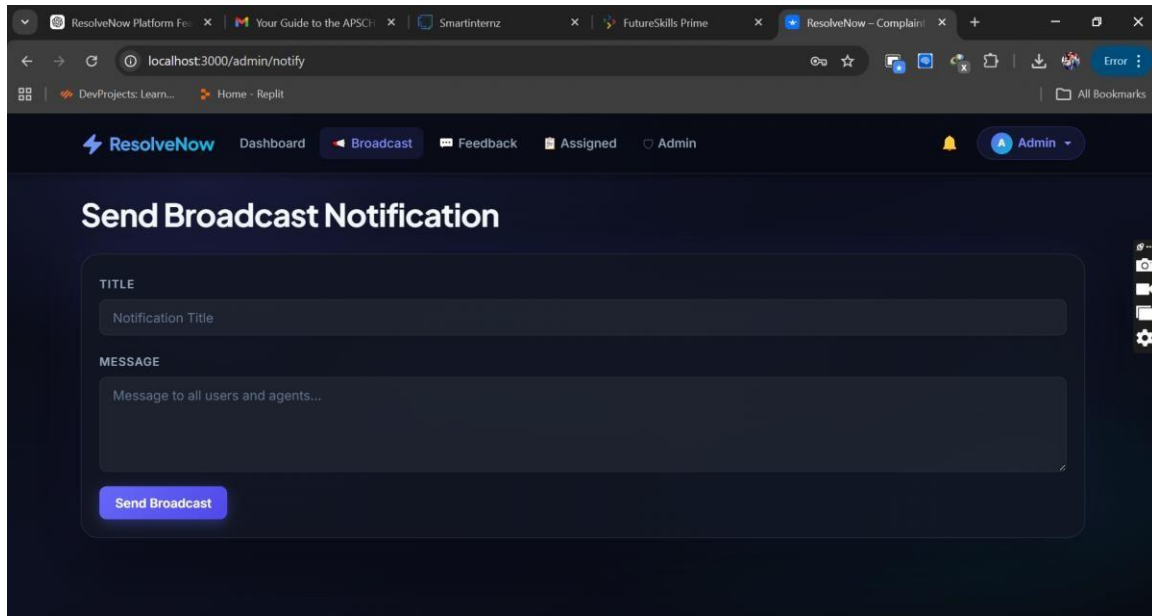 ResolveNow Platform Fea
Your Guide to the APSCH
Smartinternz
FutureSkills Prime
ResolveNow – Complaint
localhost:3000/admin/notify
Error
DevProjects: Learn...
Home - Replit
All Bookmarks
ResolveNow
Dashboard
Broadcast
Feedback
Assigned
Admin
A
Admin
Send Broadcast Notification
TITLE
Notification Title
MESSAGE
Message to all users and agents...
Send Broadcast